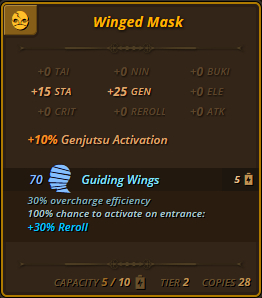 Winged Mask
+0 TAI +0 NIN +0 BUKI
+15 STA +25 GEN +0 ELE
+0 CRIT +0 REROLL +0 ATK
+10% Genjutsu Activation
70 Guiding Wings 5
30% overcharge efficiency
100% chance to activate on entrance:
+30% Reroll
CAPACITY 5 / 10 TIER 2 COPIES 28